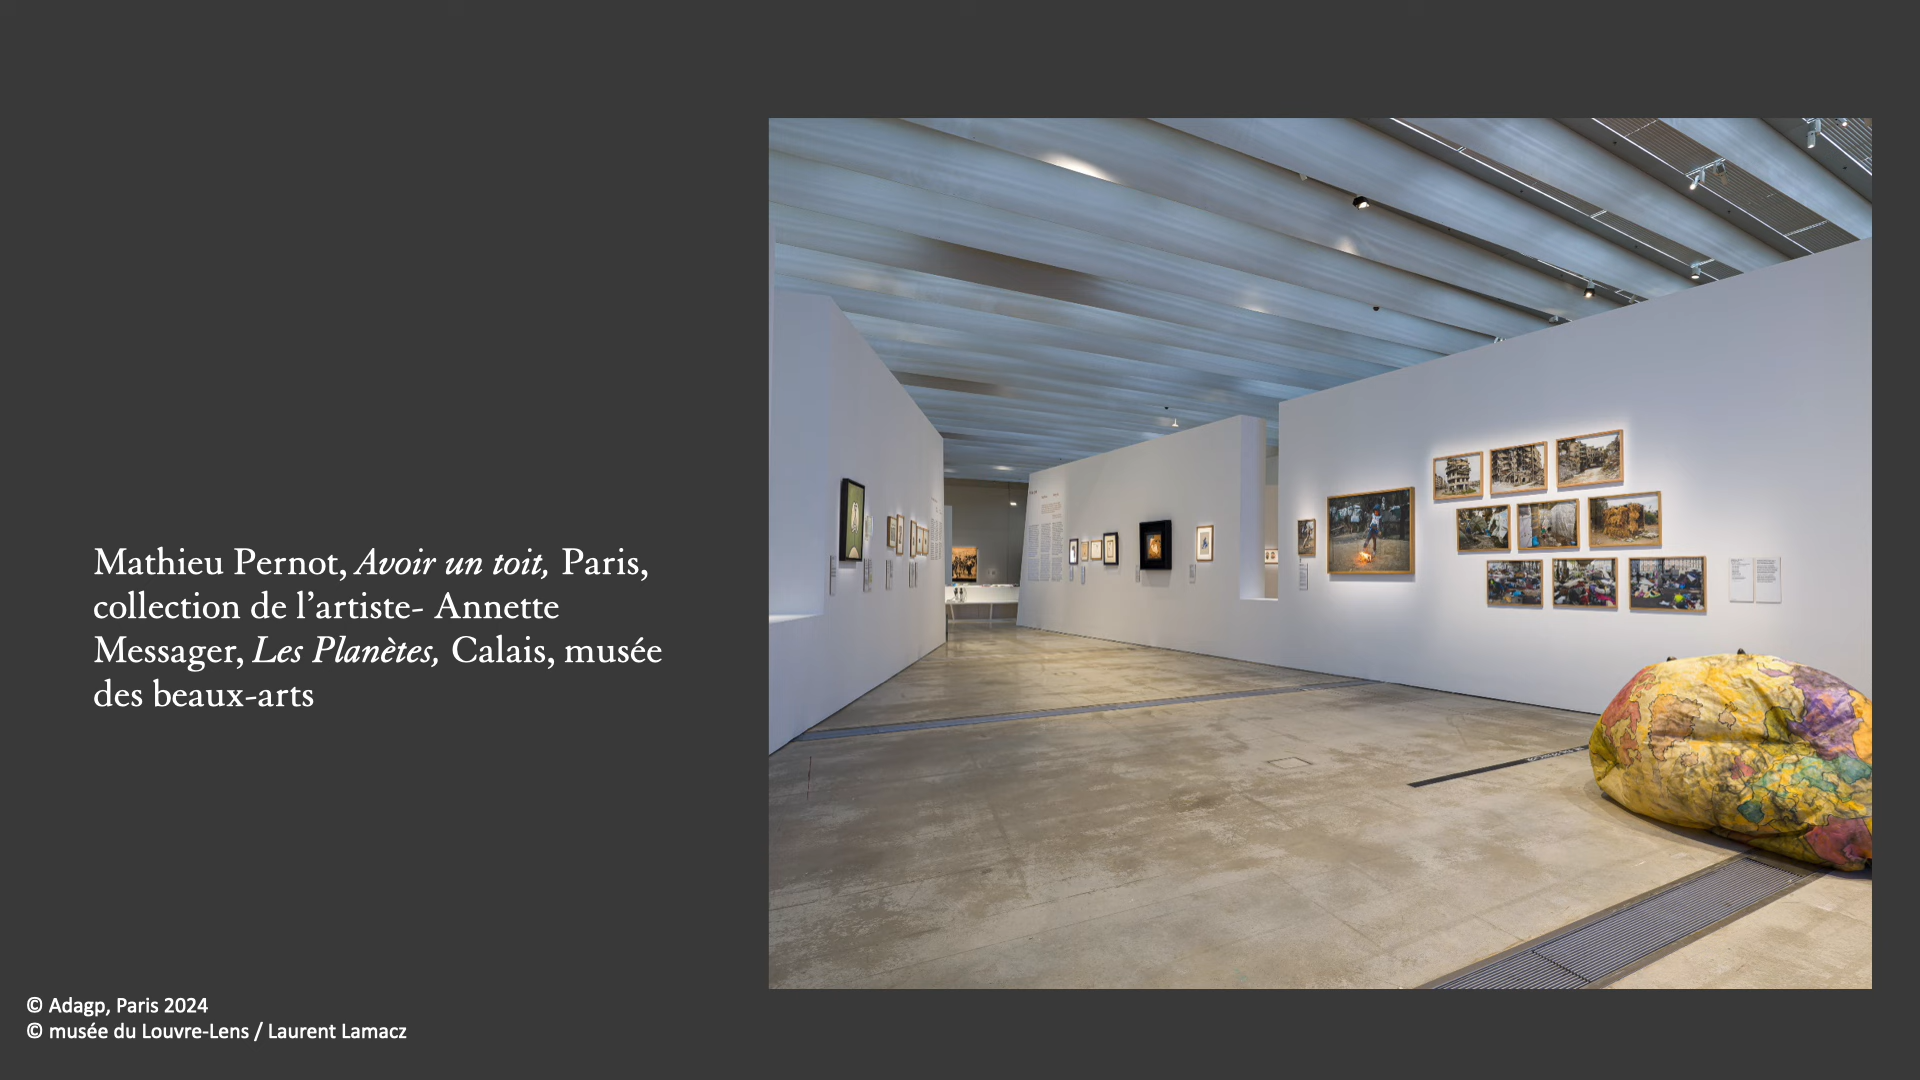 Mathieu Pernot, Avoir un toit, Paris,
collection de l’artiste- Annette
Messager, Les Planètes, Calais, musée
des beaux-arts
© Adagp, Paris 2024
© musée du Louvre-Lens / Laurent Lamacz